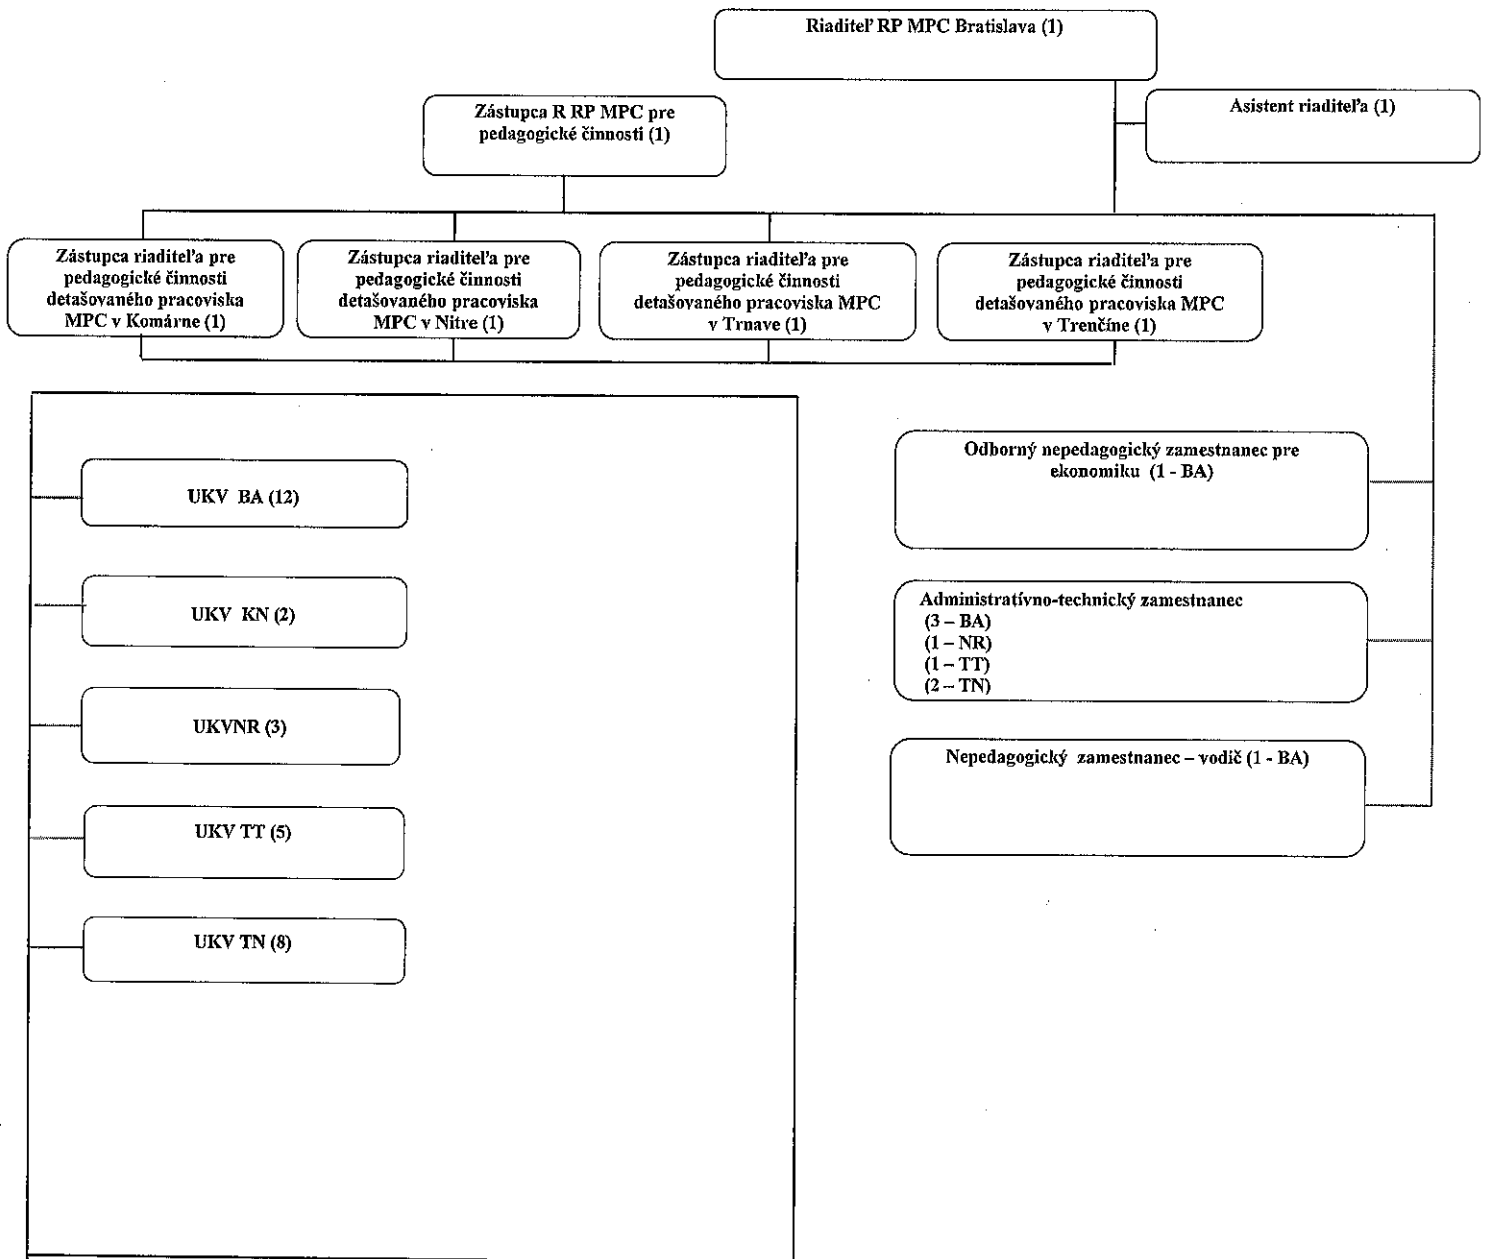 Riaditeľ RP MPC Bratislava (1)
Asistent riaditeľa (1)
Zástupca R RP MPC pre
pedagogické činnosti (1)
Zástupca riaditeľa pre
pedagogické činnosti
detašovaného pracoviska
MPC v Komárne (1)
Zástupca riaditeľa pre
pedagogické činnosti
detašovaného pracoviska
MPC v Nitre (1)
Zástupca riaditeľa pre
pedagogické činnosti
detašovaného pracoviska MPC
v Trnave (1)
Zástupca riaditeľa pre
pedagogické činnosti
detašovaného pracoviska MPC
v Trenčíne (1)
UKV BA (12)
UKV KN (2)
UKVNR (3)
UKV TT (5)
UKV TN (8)
Odborný nepedagogický zamestnanec pre
ekonomiku (1 - BA)
Administratívno-technický zamestnanec
(3 – BA)
(1 – NR)
(1 – TT)
(2 – TN)
Nepedagogický zamestnanec – vodič (1 - BA)